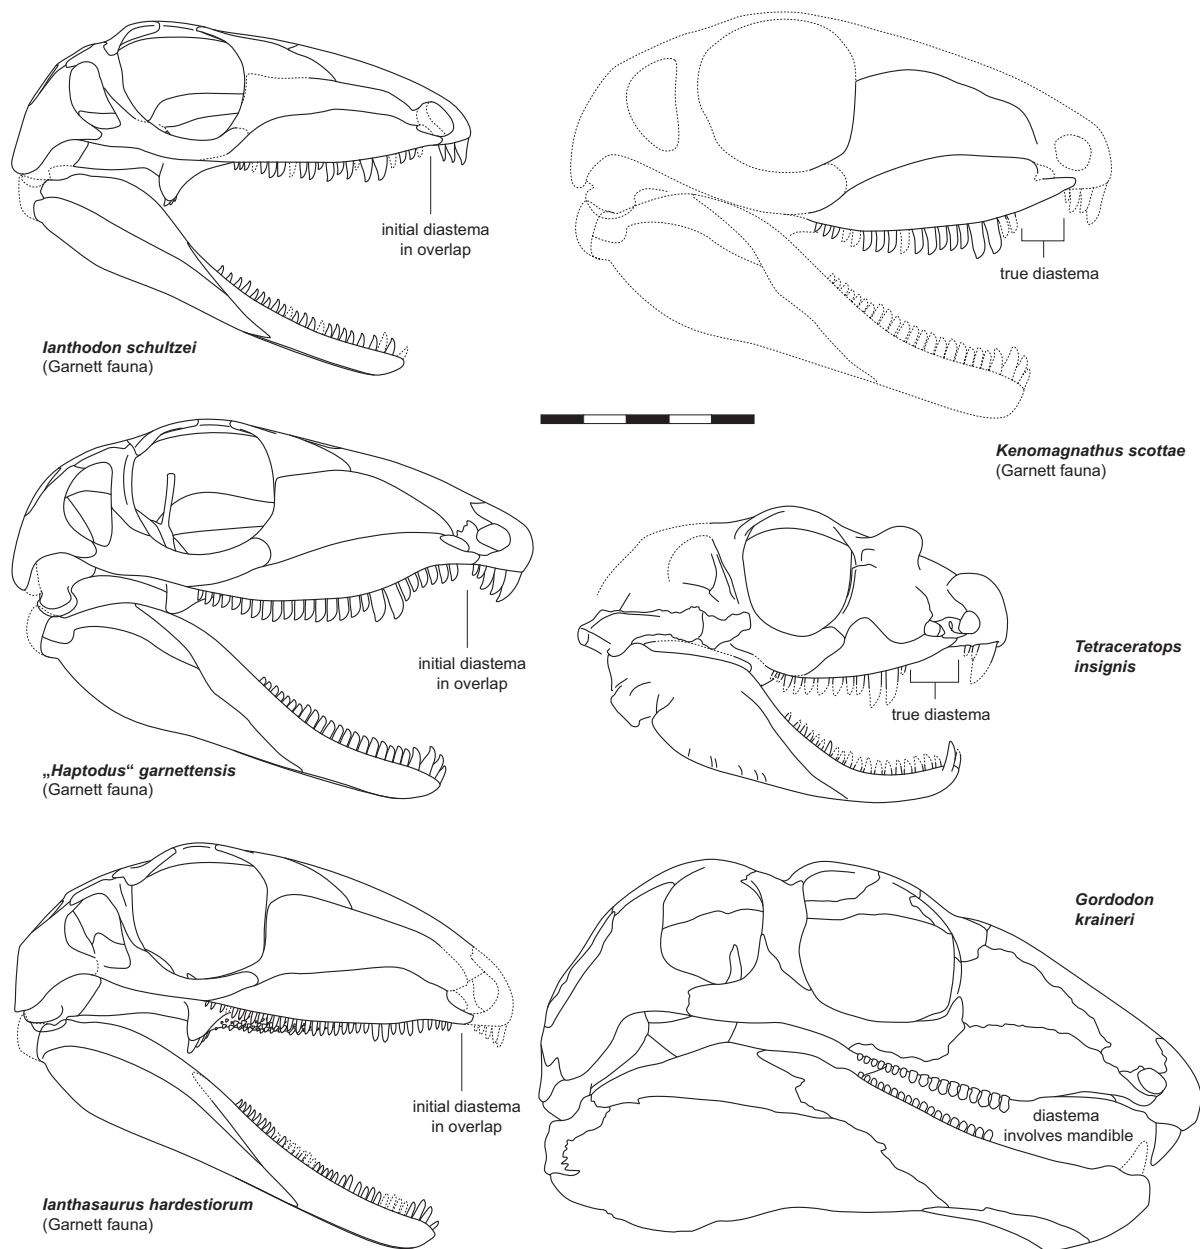 initial diastema
in overlap
Ianthodon schultzei
(Garnett fauna)
true diastema
Kenomagnathus scottae
(Garnett fauna)
initial diastema
in overlap
„Haptodus“ garnettensis
(Garnett fauna)
Tetraceratops
insignis
true diastema
initial diastema
in overlap
Ianthasaurus hardestiorum
(Garnett fauna)
Gordodon
kraineri
diastema
involves mandible